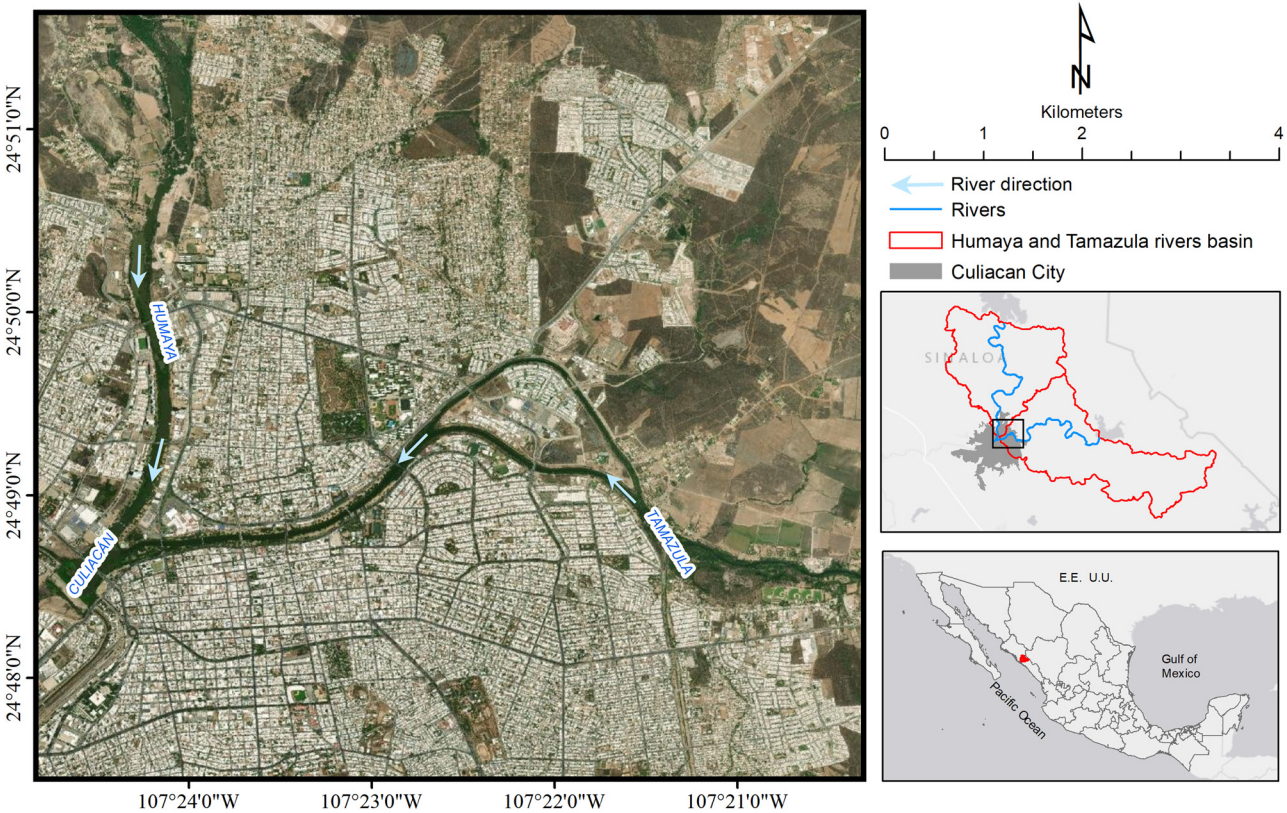 24°51'0"N
24°50'0"N
24°49'0"N
24°48'0"N
107°24'0"W
107°23'0"W
107°22'0"W
107°21'0"W
HUMAYA
CULIACÁN
TAMAZULA
N
Kilometers
0 1 2 4
River direction
Rivers
Humaya and Tamazula rivers basin
Culiacan City
SINALOA
E.E. U.U.
Gulf of
Mexico
Pacific Ocean